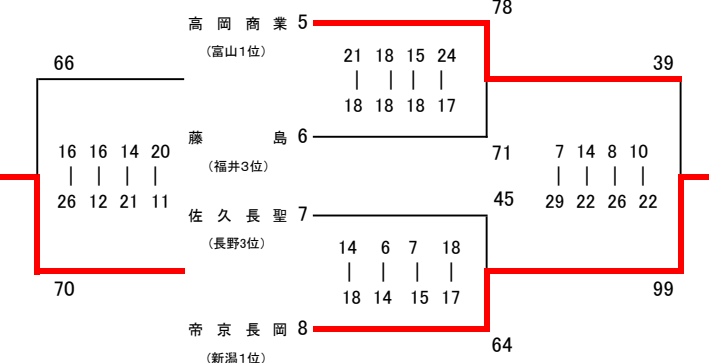 78
高 岡 商 業 5
(富山1位)
21 18 15 24
| | | |
18 18 18 17
66
39
藤 島 6
(福井3位)
71
16 16 14 20
| | | |
26 12 21 11
7 14 8 10
| | | |
29 22 26 22
45
佐 久 長 聖 7
(長野3位)
14 6 7 18
| | | |
18 14 15 17
70
99
帝 京 長 岡 8
(新潟1位)
64